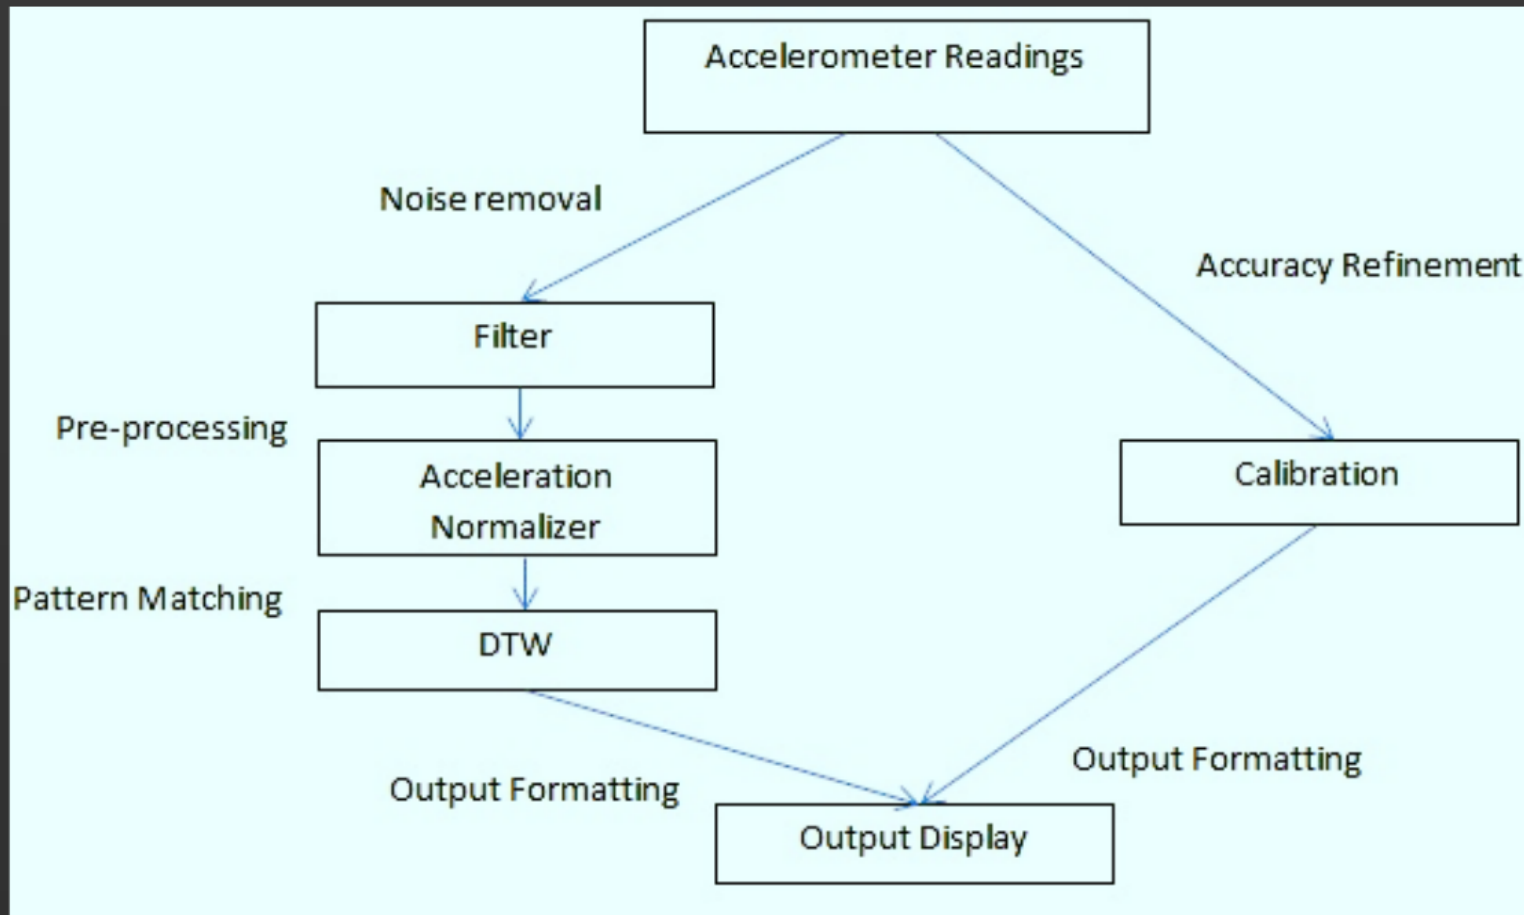 Accelerometer Readings
Noise removal
Accuracy Refinement
Filter
Pre-processing
Acceleration
Normalizer
Calibration
Pattern Matching
DTW
Output Formatting
Output Formatting
Output Display